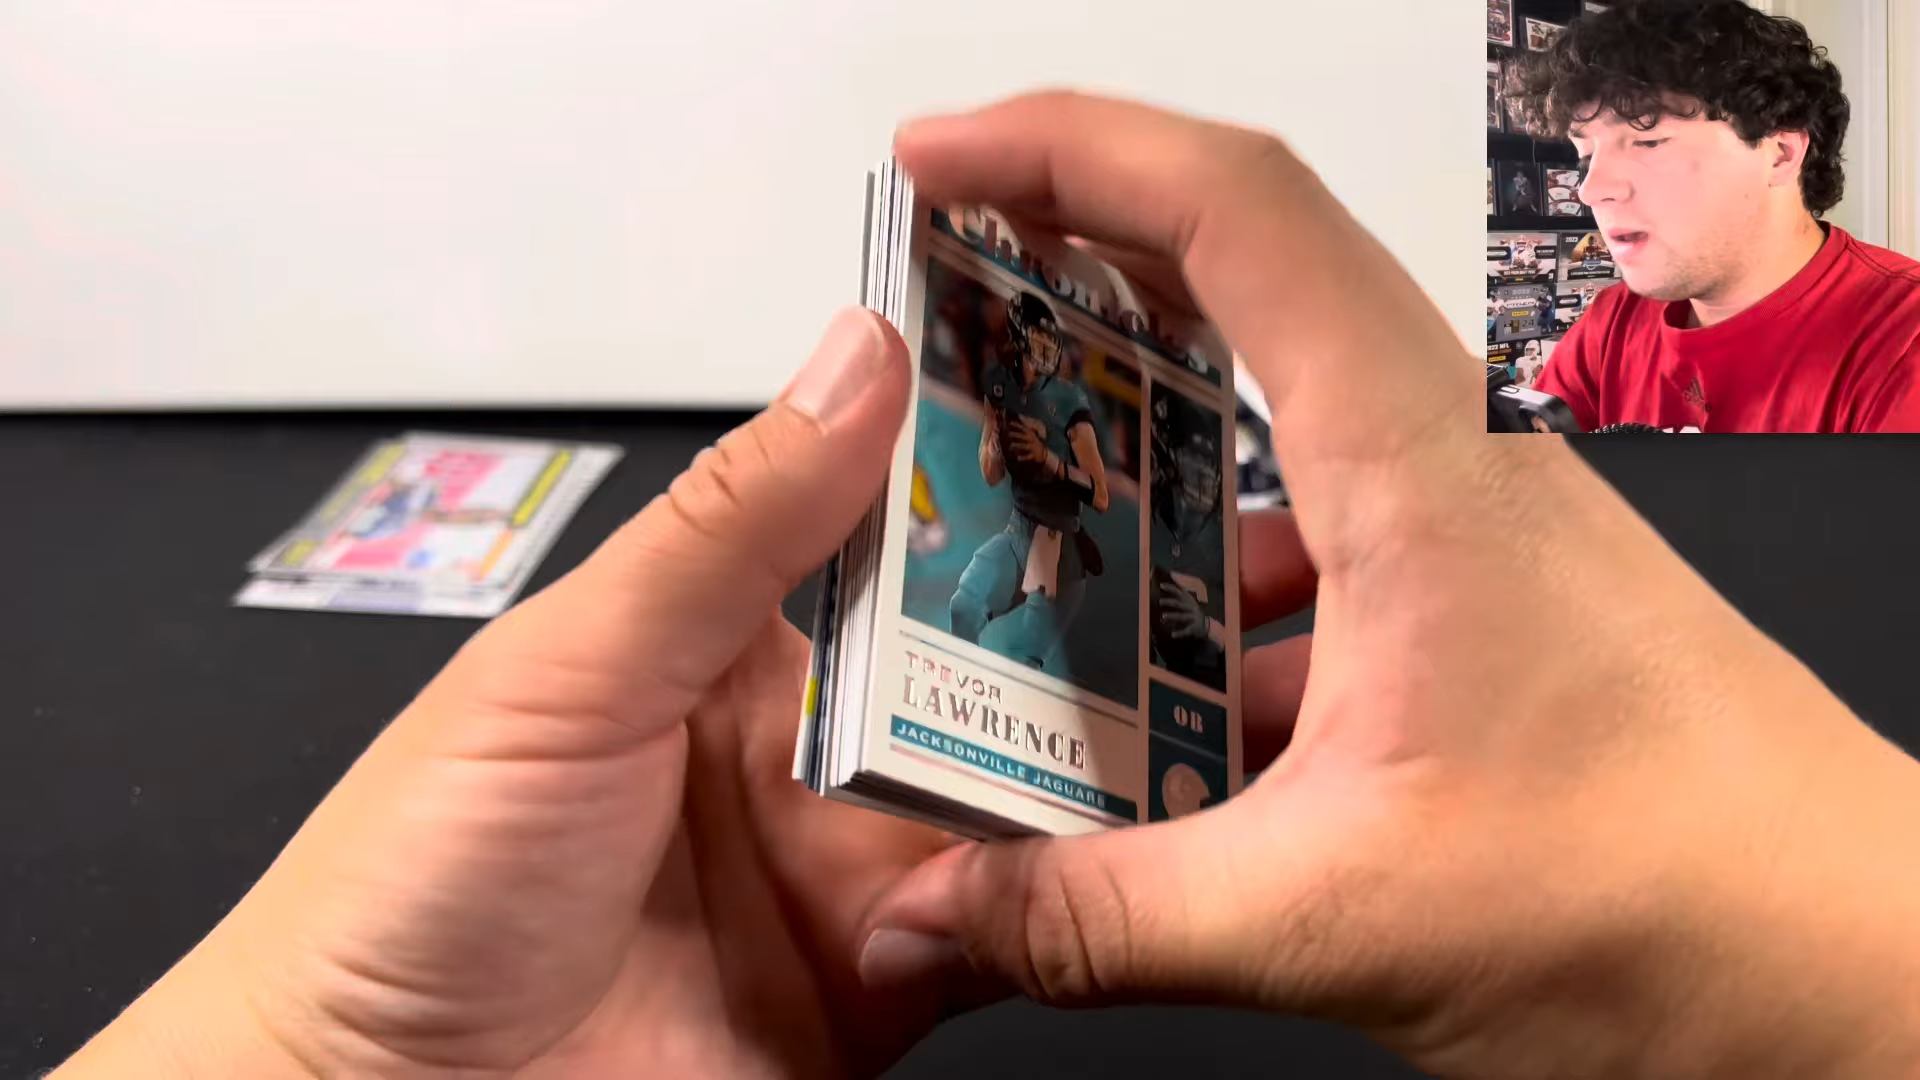 Chronicles
TREVOR
LAWRENCE
JACKSONVILLE JAGUARS
QB